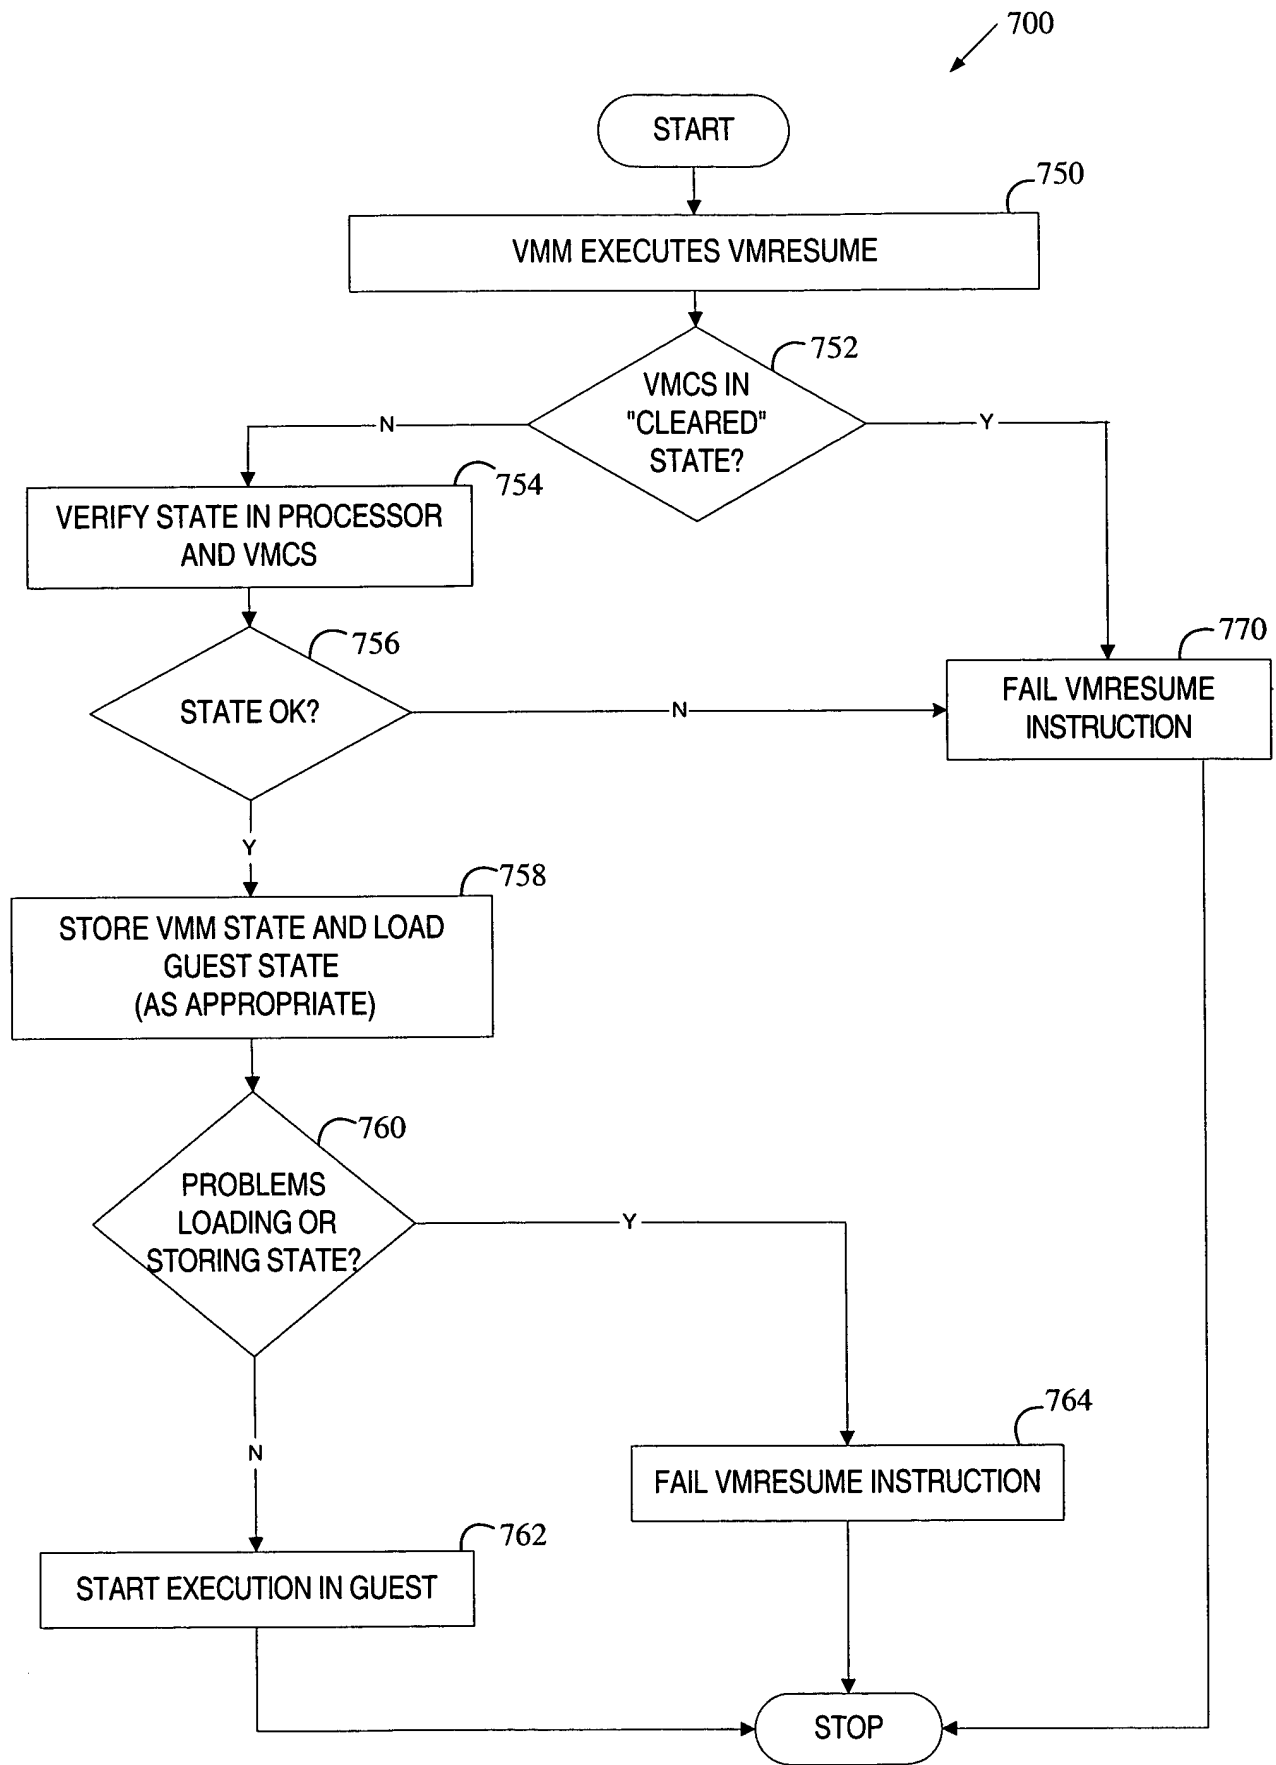 700
START
750
VMM EXECUTES VMRESUME
752
VMCS IN
"CLEARED"
STATE?
N
Y
754
VERIFY STATE IN PROCESSOR
AND VMCS
756
STATE OK?
N
770
FAIL VMRESUME
INSTRUCTION
Y
758
STORE VMM STATE AND LOAD
GUEST STATE
(AS APPROPRIATE)
760
PROBLEMS
LOADING OR
STORING STATE?
Y
N
764
FAIL VMRESUME INSTRUCTION
762
START EXECUTION IN GUEST
STOP